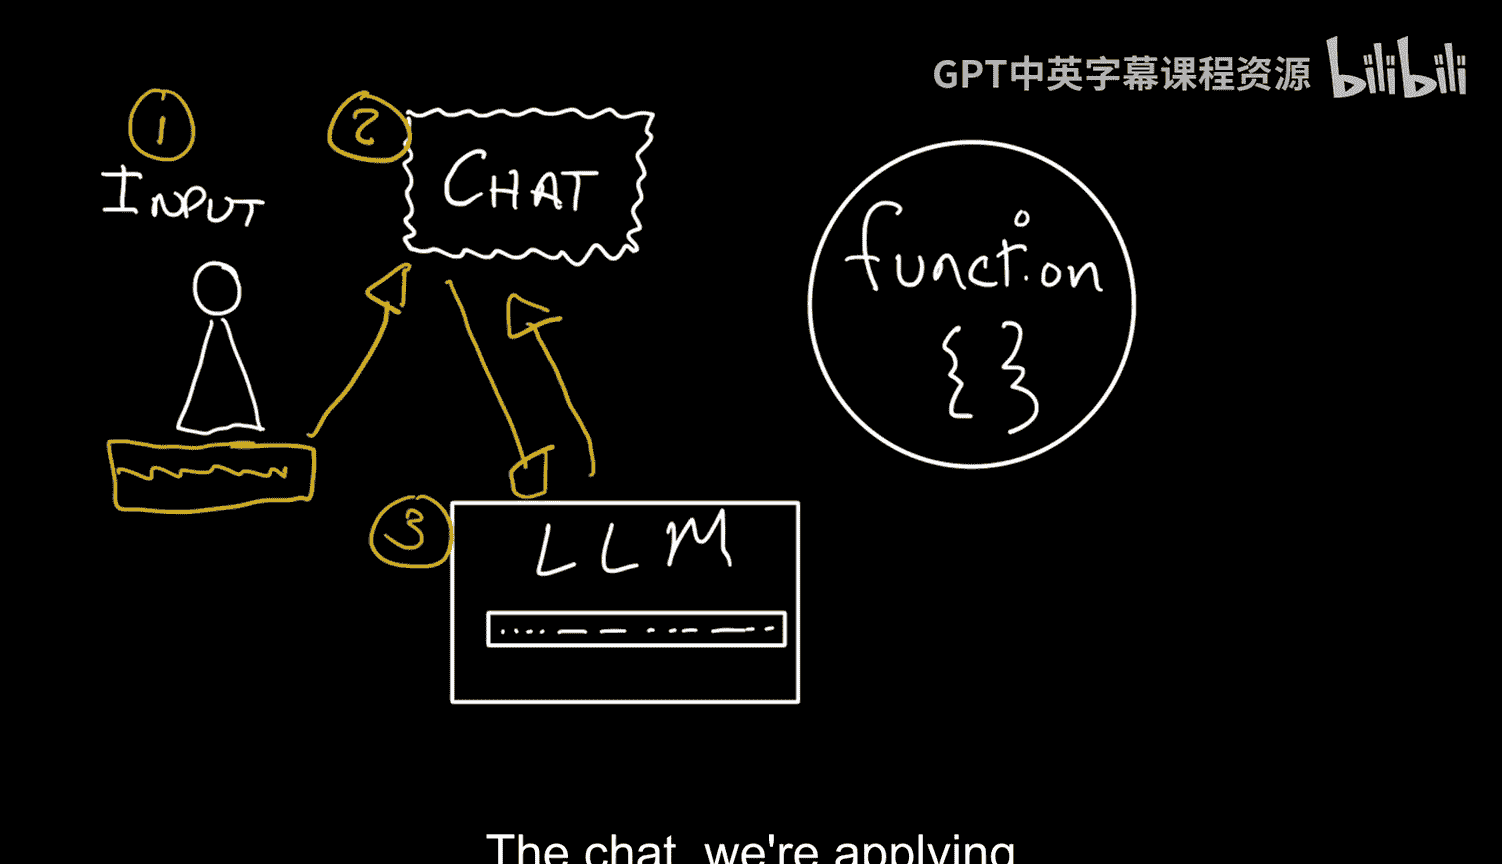 GPT中英字幕课程资源 bilibili
1
INPUT
2
CHAT
function
{ }
3
LLM
The chat, we're applying